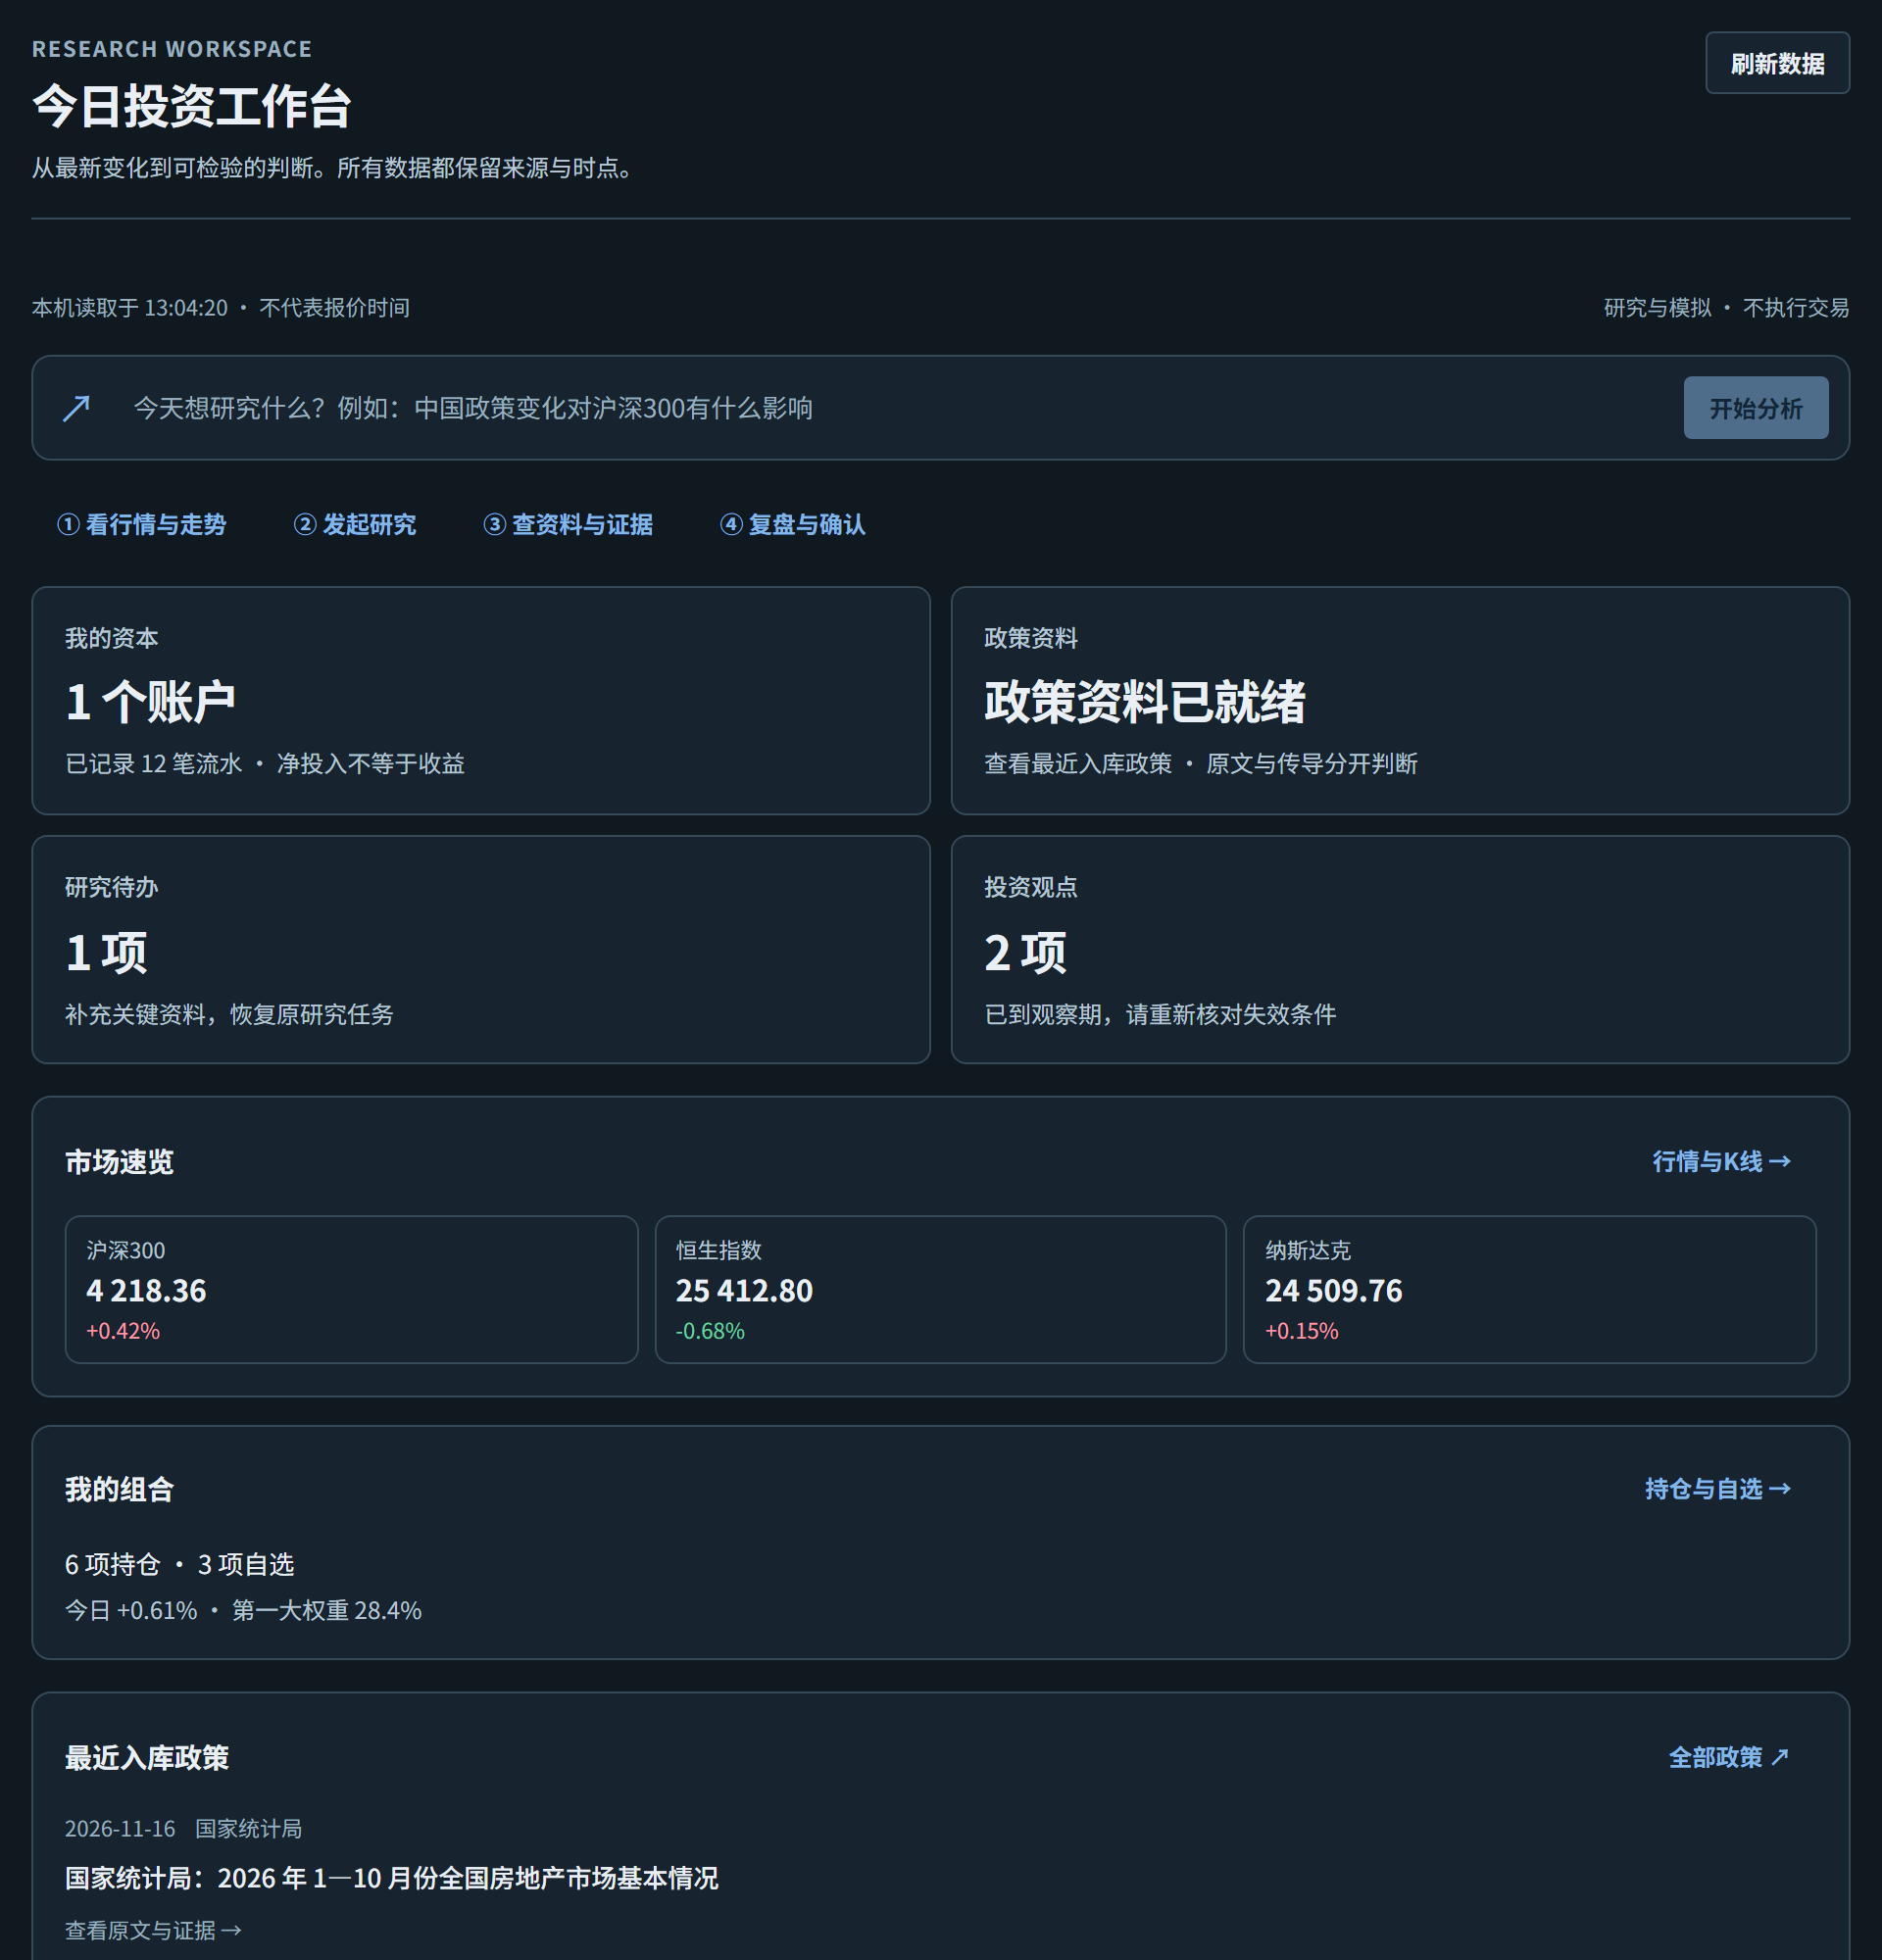 RESEARCH WORKSPACE
今日投资工作台
刷新数据
从最新变化到可检验的判断。所有数据都保留来源与时点。
本机读取于 13:04:20 · 不代表报价时间
研究与模拟 · 不执行交易
↗ 今天想研究什么？例如：中国政策变化对沪深300有什么影响
开始分析
① 看行情与走势
② 发起研究
③ 查资料与证据
④ 复盘与确认
我的资本
1 个账户
已记录 12 笔流水 · 净投入不等于收益
政策资料
政策资料已就绪
查看最近入库政策 · 原文与传导分开判断
研究待办
1 项
补充关键资料，恢复原研究任务
投资观点
2 项
已到观察期，请重新核对失效条件
市场速览
行情与K线 →
沪深300
4 218.36
+0.42%
恒生指数
25 412.80
-0.68%
纳斯达克
24 509.76
+0.15%
我的组合
持仓与自选 →
6 项持仓 · 3 项自选
今日 +0.61% · 第一大权重 28.4%
最近入库政策
全部政策 ↗
2026-11-16 国家统计局
国家统计局：2026 年 1—10 月份全国房地产市场基本情况
查看原文与证据 →